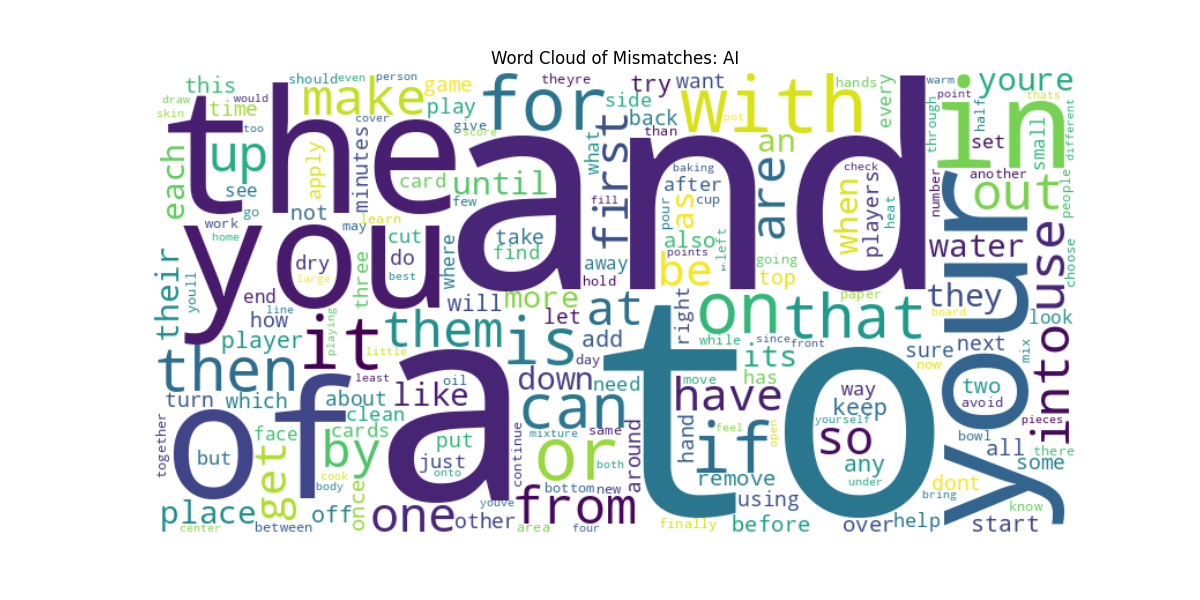 Word Cloud of Mismatches: AI
this should even person game theyre try want hands every warm point thats youre
draw would time make play for side back with through in half small different
skin too cover give score what first than pot an set
each the up see apply minutes card until and are when check players heat number another out people
go not learn few fill baking after cup as pour also
work home may cut take find away points left i going top be water
their youll you dry large do best three where hold paper they your into use choose
end line how will more let at right on that board look
player playing it them is add while its since front sure next mix
then little day has now
turn which about least oil like down need move have way two avoid pieces
together of clean a can to if keep so yourself bowl all there
but face cards by put just continue mixture same or both around hand feel open any some
get cook body onto bottom new remove under dont bring
place once off one youve from using know
center between other area four finally before over help start